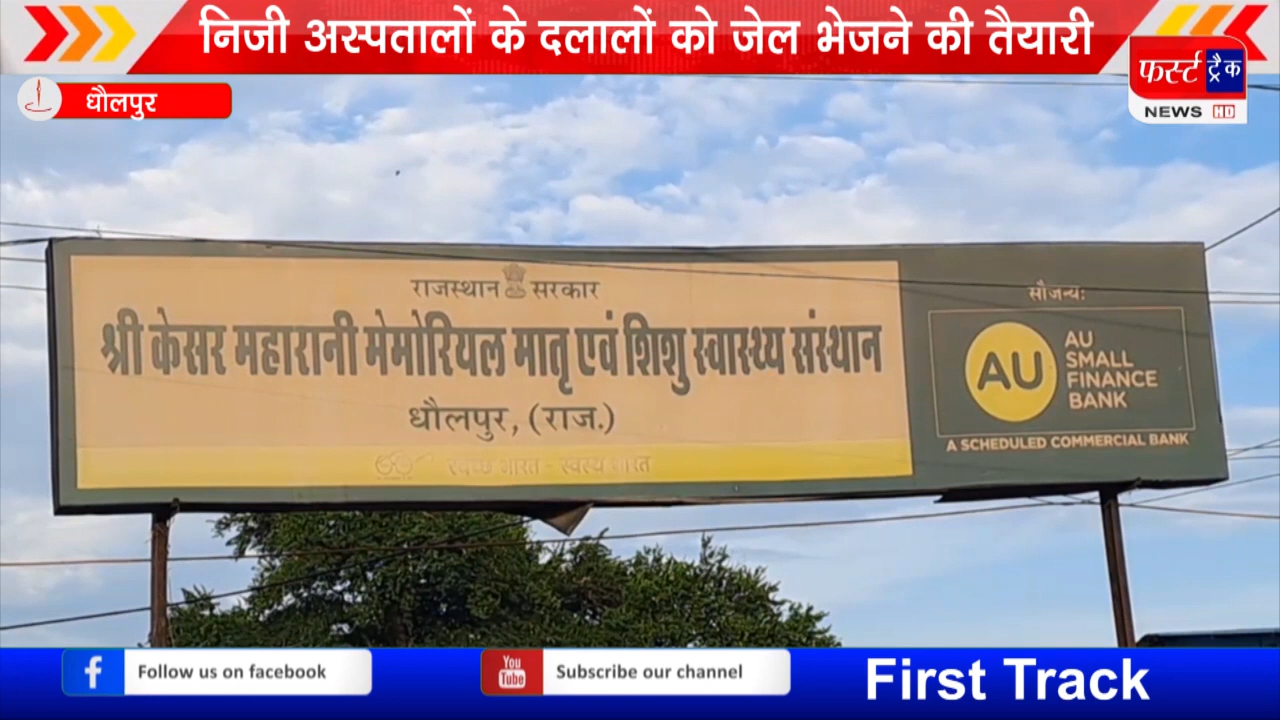 निजी अस्पतालों के दलालों को जेल भेजने की तैयारी
फर्स्ट ट्रैक
NEWS HD
धौलपुर
राजस्थान सरकार
श्री केसर महारानी मेमोरियल मातृ एवं शिशु स्वास्थ्य संस्थान
धौलपुर, (राज.)
स्वच्छ भारत - स्वस्थ भारत
सौजन्य:
AU
AU
SMALL
FINANCE
BANK
A SCHEDULED COMMERCIAL BANK
Follow us on facebook
You
Tube
Subscribe our channel
First Track